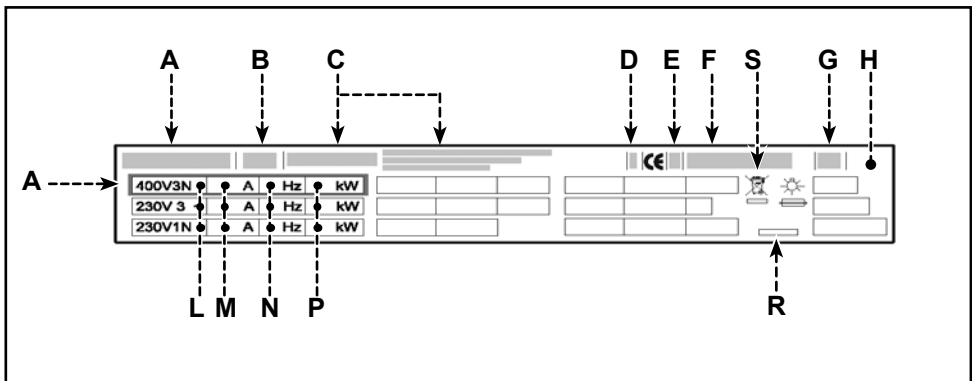 A B C D E F S G H
CE
A
400V3N A Hz kW
230V 3 A Hz kW
230V1N A Hz kW
L M N P R